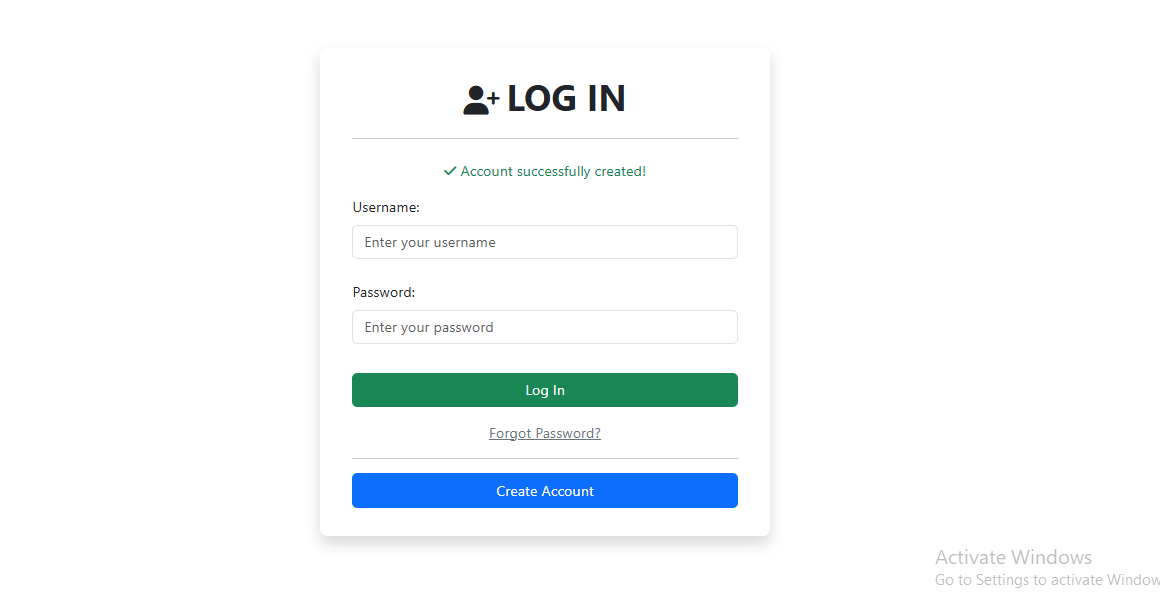 LOG IN
Account successfully created!
Username:
Enter your username
Password:
Enter your password
Log In
Forgot Password?
Create Account
Activate Windows
Go to Settings to activate Window